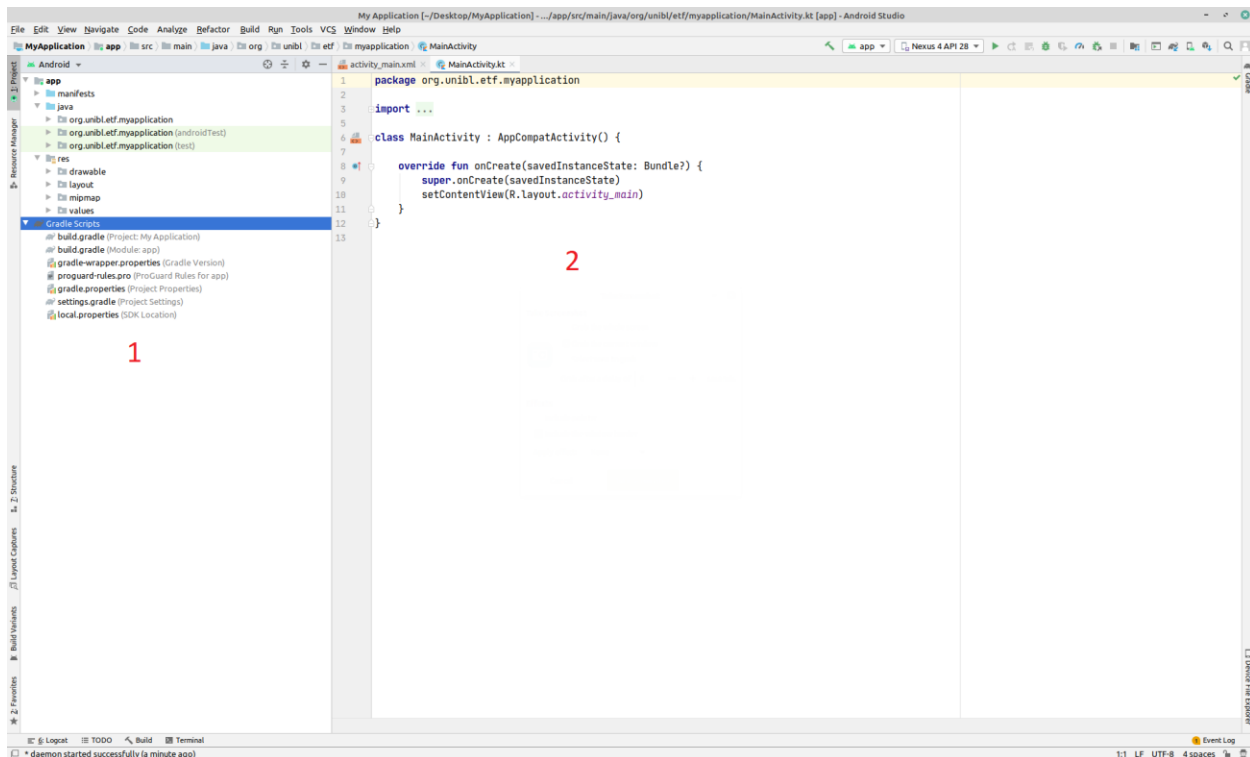 My Application [~/Desktop/MyApplication] - .../app/src/main/java/org/unibl/etf/myapplication/MainActivity.kt [app] - Android Studio
File Edit View Navigate Code Analyze Refactor Build Run Tools VCS Window Help
MyApplication app src main java org unibl etf myapplication MainActivity app Nexus 4 API 28
1: Project
Resource Manager
Android
app
manifests
java
org.unibl.etf.myapplication
org.unibl.etf.myapplication (androidTest)
org.unibl.etf.myapplication (test)
res
drawable
layout
mipmap
values
Gradle Scripts
build.gradle (Project: My Application)
build.gradle (Module: app)
gradle-wrapper.properties (Gradle Version)
proguard-rules.pro (ProGuard Rules for app)
gradle.properties (Project Properties)
settings.gradle (Project Settings)
local.properties (SDK Location)
1
activity_main.xml MainActivity.kt
1 package org.unibl.etf.myapplication
2
3 import ...
5
6 class MainActivity : AppCompatActivity() {
7
8 override fun onCreate(savedInstanceState: Bundle?) {
9 super.onCreate(savedInstanceState)
10 setContentView(R.layout.activity_main)
11 }
12 }
13
2
Gradle
Z: Structure
Layout Captures
Build Variants
2: Favorites
Device File Explorer
6: Logcat TODO Build Terminal
1 Event Log
* daemon started successfully (a minute ago)
1:1 LF UTF-8 4 spaces